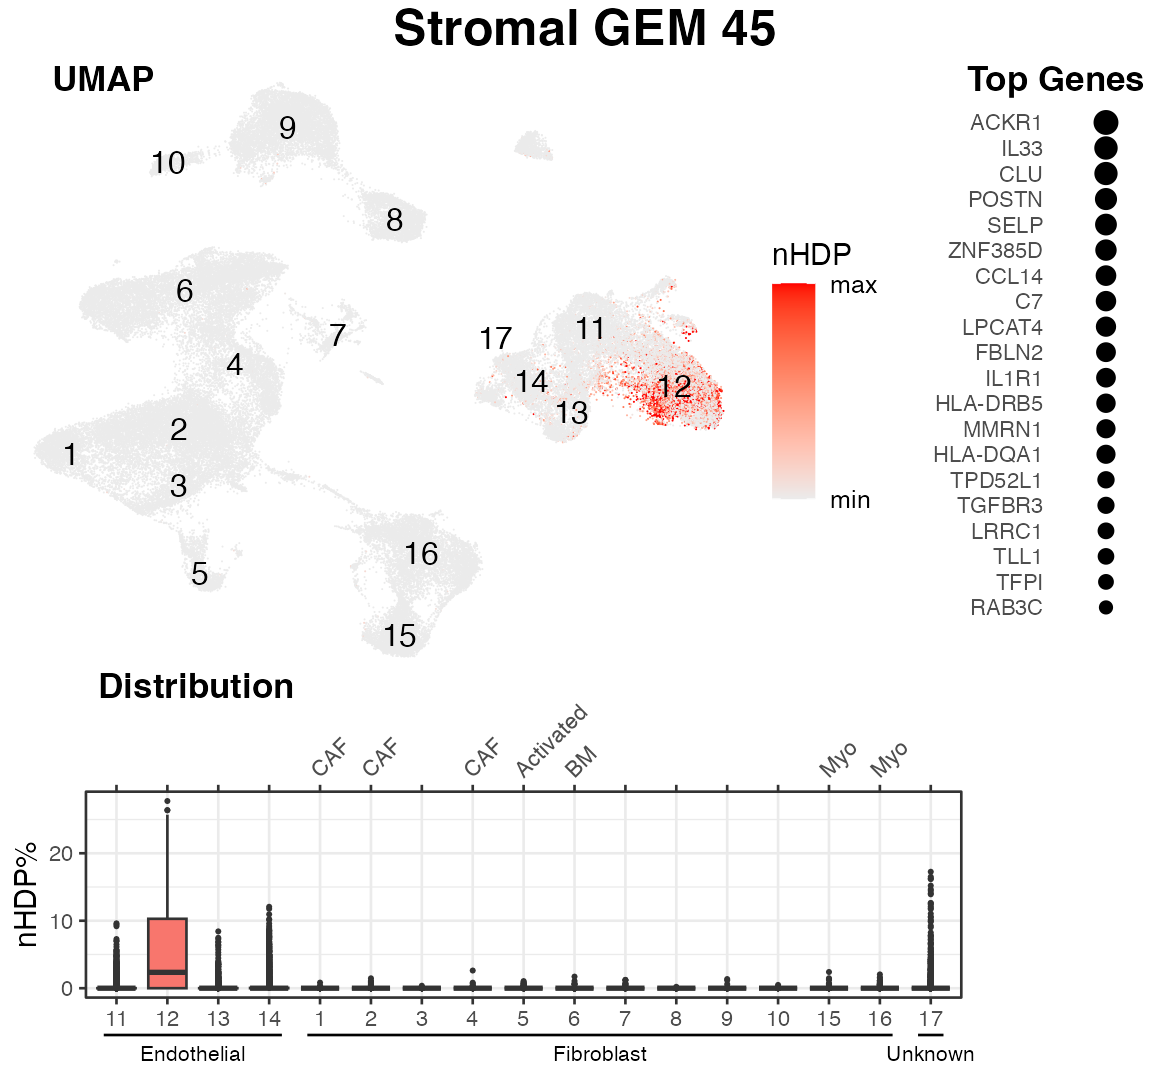 Stromal GEM 45
UMAP
9
10
8
6
7
4
2
1
3
5
16
15
17
11
14
12
13
nHDP
max
min
Top Genes
ACKR1
IL33
CLU
POSTN
SELP
ZNF385D
CCL14
C7
LPCAT4
FBLN2
IL1R1
HLA-DRB5
MMRN1
HLA-DQA1
TPD52L1
TGFBR3
LRRC1
TLL1
TFPI
RAB3C
Distribution
CAF CAF CAF Activated BM Myo Myo
nHDP%
20
10
0
11 12 13 14 1 2 3 4 5 6 7 8 9 10 15 16 17
Endothelial Fibroblast Unknown